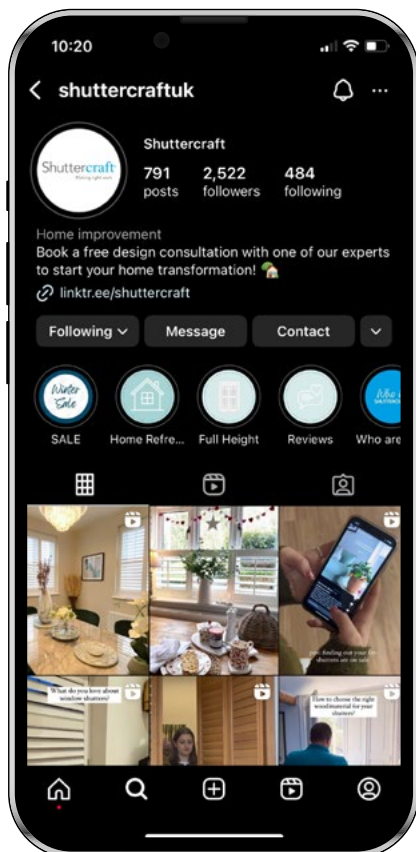 10:20
shuttercraftuk
Shuttercraft
Making light work
Shuttercraft
791 2,522 484
posts followers following
Home improvement
Book a free design consultation with one of our experts
to start your home transformation!
linktr.ee/shuttercraft
Following Message Contact
Winter
Sale
Who
SALE Home Refre... Full Height Reviews Who are
finding out your
shutters are on sale
What do you love about
window shutters?
How to choose the right
wood/material for your
shutters?